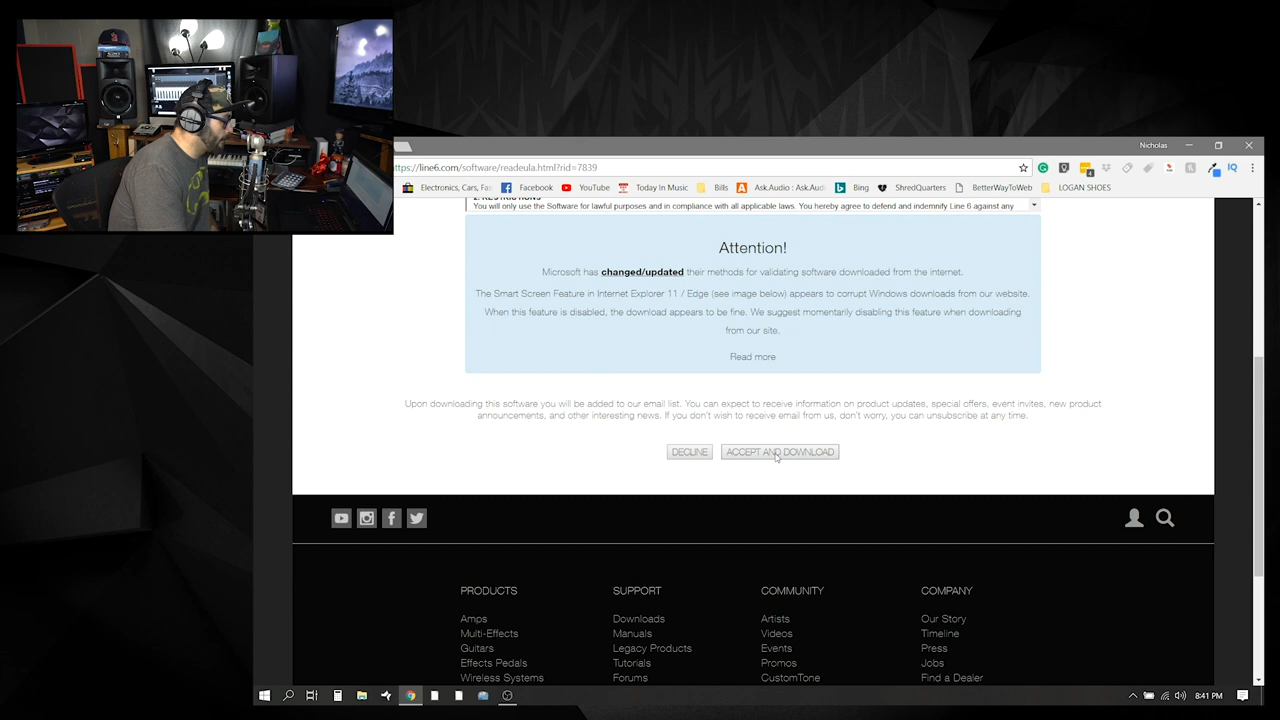 Nicholas
https://line6.com/software/readeula.html?rid=7839
Electronics, Cars, Fas
Facebook
YouTube
Today In Music
Bills
Ask.Audio : Ask.Audi
Bing
ShredQuarters
BetterWayToWeb
LOGAN SHOES
2. RESTRICTIONS
You will only use the Software for lawful purposes and in compliance with all applicable laws. You hereby agree to defend and indemnify Line 6 against any
Attention!
Microsoft has changed/updated their methods for validating software downloaded from the internet.
The Smart Screen Feature in Internet Explorer 11 / Edge (see image below) appears to corrupt Windows downloads from our website.
When this feature is disabled, the download appears to be fine. We suggest momentarily disabling this feature when downloading
from our site.
Read more
Upon downloading this software you will be added to our email list. You can expect to receive information on product updates, special offers, event invites, new product
announcements, and other interesting news. If you don't wish to receive email from us, don't worry, you can unsubscribe at any time.
DECLINE
ACCEPT AND DOWNLOAD
PRODUCTS
Amps
Multi-Effects
Guitars
Effects Pedals
Wireless Systems
SUPPORT
Downloads
Manuals
Legacy Products
Tutorials
Forums
COMMUNITY
Artists
Videos
Events
Promos
CustomTone
COMPANY
Our Story
Timeline
Press
Jobs
Find a Dealer
8:41 PM